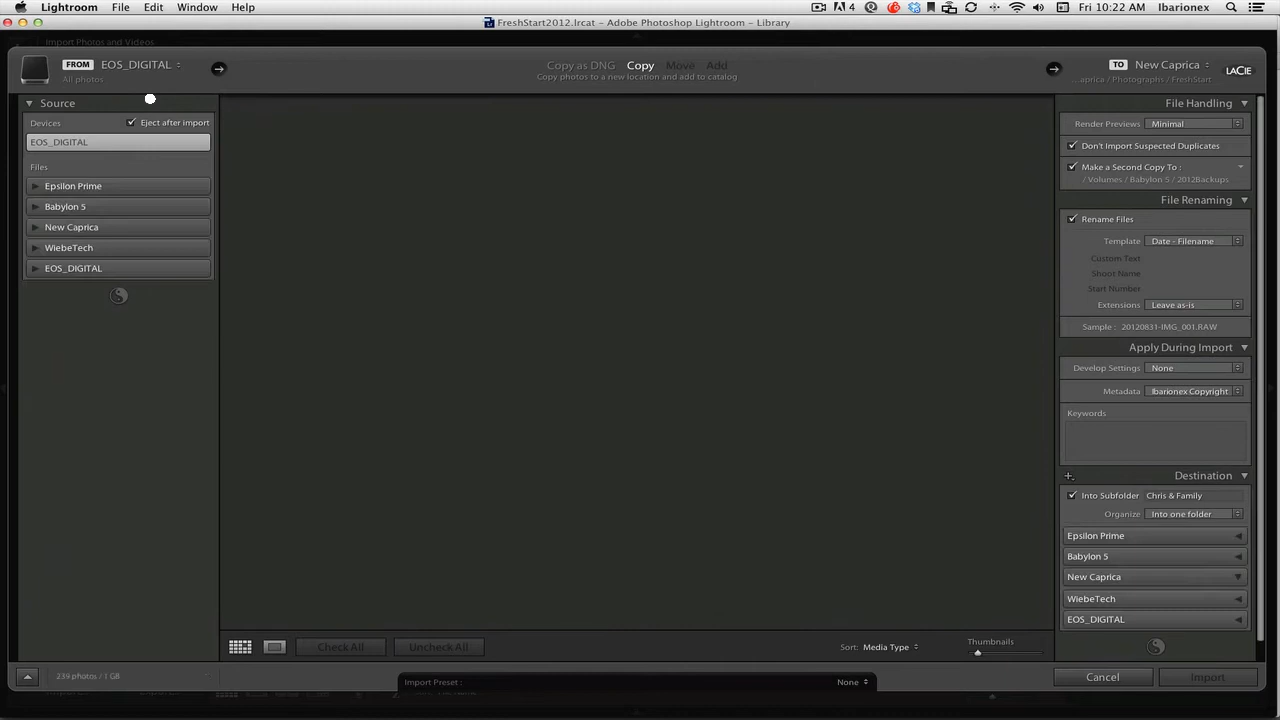 Lightroom File Edit Window Help 4 Fri 10:22 AM Ibarionex
FreshStart2012.lrcat - Adobe Photoshop Lightroom - Library
Import Photos and Videos
FROM EOS_DIGITAL
All photos
Copy as DNG Copy Move Add
Copy photos to a new location and add to catalog
TO New Caprica
...aprica / Photographs / FreshStart
LACIE
Source
Devices
Eject after import
EOS_DIGITAL
Files
Epsilon Prime
Babylon 5
New Caprica
WiebeTech
EOS_DIGITAL
File Handling
Render Previews Minimal
Don't Import Suspected Duplicates
Make a Second Copy To :
/ Volumes / Babylon 5 / 2012Backups
File Renaming
Rename Files
Template Date - Filename
Custom Text
Shoot Name
Start Number
Extensions Leave as-is
Sample : 20120831-IMG_001.RAW
Apply During Import
Develop Settings None
Metadata Ibarionex Copyright
Keywords
Destination
Into Subfolder Chris & Family
Organize Into one folder
Epsilon Prime
Babylon 5
New Caprica
WiebeTech
EOS_DIGITAL
Check All
Uncheck All
Sort: Media Type
Thumbnails
239 photos / 1 GB
Import Preset : None
Cancel
Import